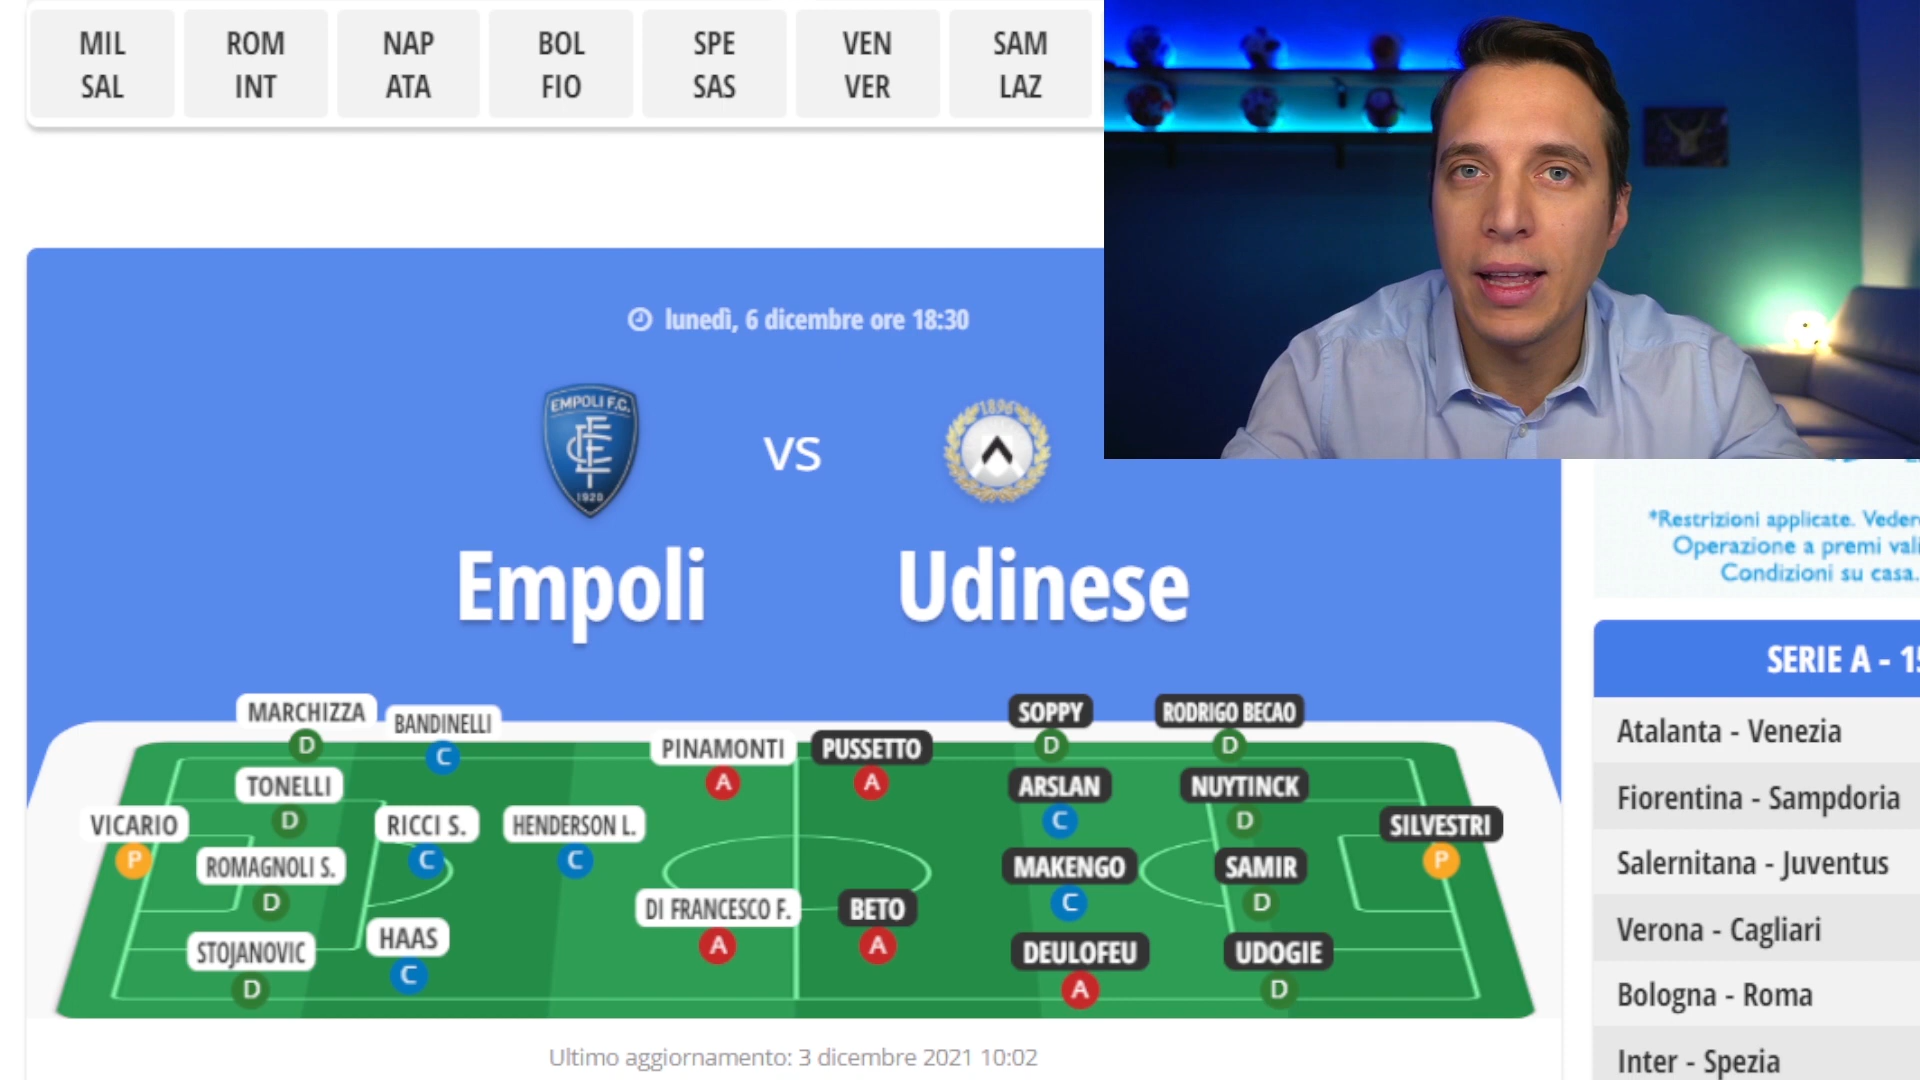 MIL
SAL
ROM
INT
NAP
ATA
BOL
FIO
SPE
SAS
VEN
VER
SAM
LAZ
lunedì, 6 dicembre ore 18:30
EMPOLI F.C.
1920
VS
1896
Empoli
Udinese
*Restrizioni applicate. Veder
Operazione a premi vali
Condizioni su casa.
SERIE A - 15
Atalanta - Venezia
Fiorentina - Sampdoria
Salernitana - Juventus
Verona - Cagliari
Bologna - Roma
Inter - Spezia
MARCHIZZA
D
BANDINELLI
C
TONELLI
D
VICARIO
P
RICCI S.
C
HENDERSON L.
C
ROMAGNOLI S.
D
STOJANOVIC
D
HAAS
C
PINAMONTI
A
DI FRANCESCO F.
A
PUSSETTO
A
BETO
A
SOPPY
D
RODRIGO BECAO
D
ARSLAN
C
NUYTINCK
D
MAKENGO
C
SAMIR
D
DEULOFEU
A
UDOGIE
D
SILVESTRI
P
Ultimo aggiornamento: 3 dicembre 2021 10:02